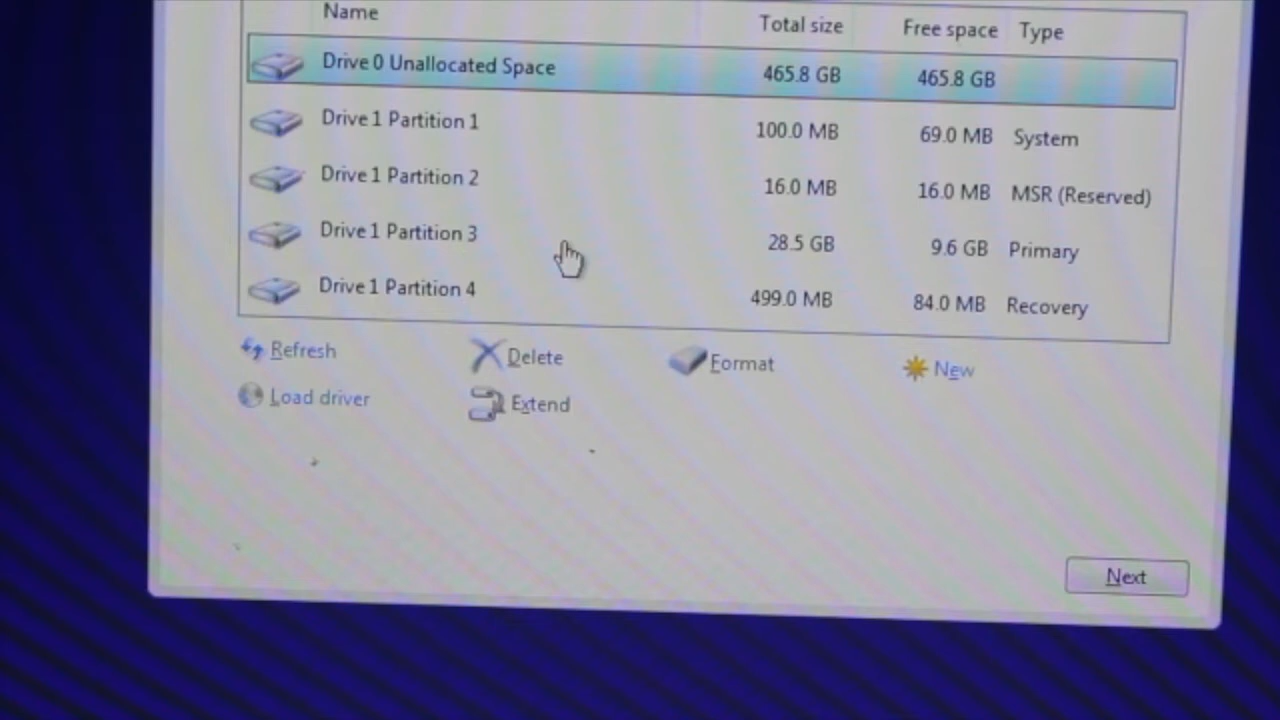 Name Total size Free space Type
Drive 0 Unallocated Space 465.8 GB 465.8 GB
Drive 1 Partition 1 100.0 MB 69.0 MB System
Drive 1 Partition 2 16.0 MB 16.0 MB MSR (Reserved)
Drive 1 Partition 3 28.5 GB 9.6 GB Primary
Drive 1 Partition 4 499.0 MB 84.0 MB Recovery
Refresh Delete Format New
Load driver Extend
Next